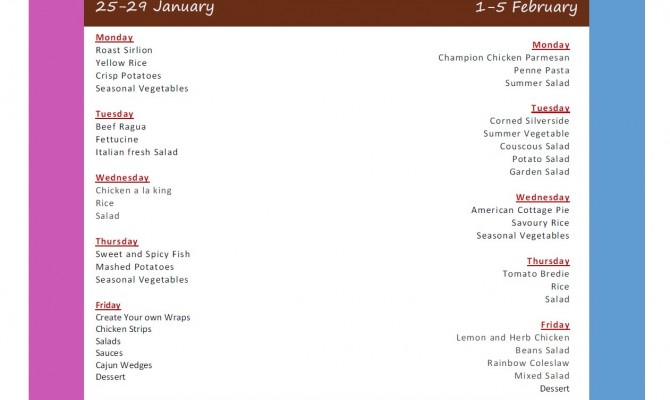 25-29 January
Monday
Roast Sirlion
Yellow Rice
Crisp Potatoes
Seasonal Vegetables
Tuesday
Beef Ragua
Fettucine
Italian fresh Salad
Wednesday
Chicken a la king
Rice
Salad
Thursday
Sweet and Spicy Fish
Mashed Potatoes
Seasonal Vegetables
Friday
Create Your own Wraps
Chicken Strips
Salads
Sauces
Cajun Wedges
Dessert
1-5 February
Monday
Champion Chicken Parmesan
Penne Pasta
Summer Salad
Tuesday
Corned Silverside
Summer Vegetable
Couscous Salad
Potato Salad
Garden Salad
Wednesday
American Cottage Pie
Savoury Rice
Seasonal Vegetables
Thursday
Tomato Bredie
Rice
Salad
Friday
Lemon and Herb Chicken
Beans Salad
Rainbow Coleslaw
Mixed Salad
Dessert